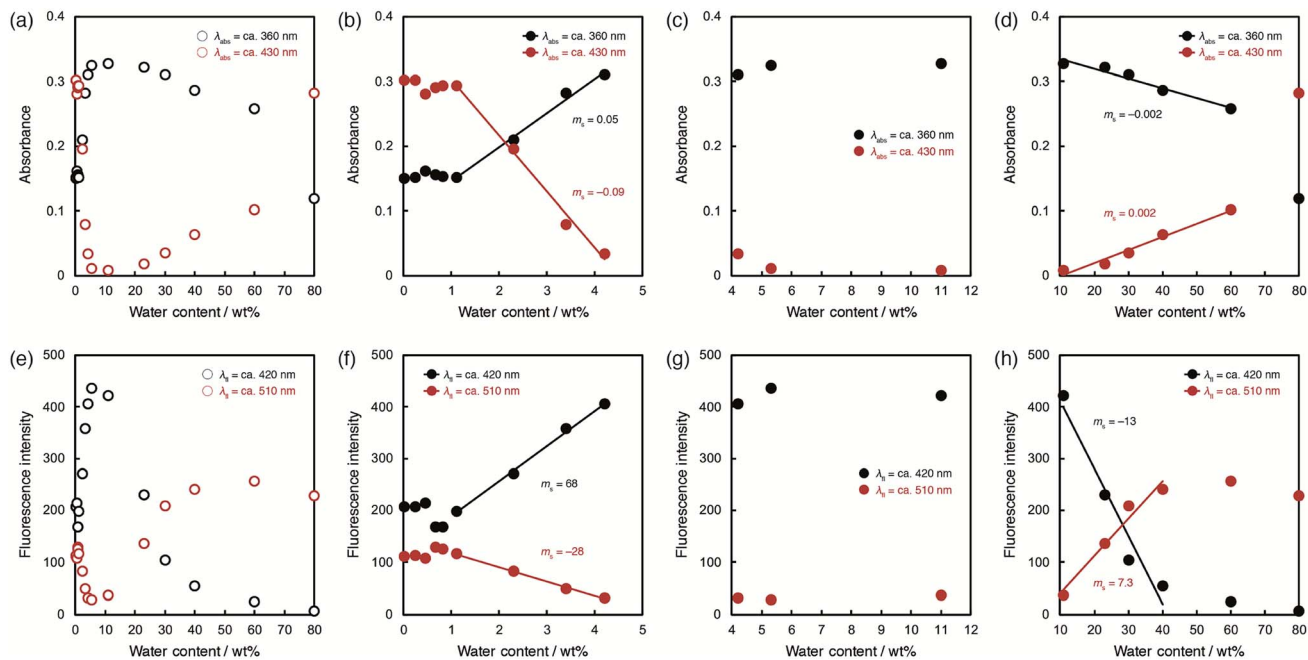 (a)
0.4
0.3
0.2
0.1
0
Absorbance
λabs = ca. 360 nm
λabs = ca. 430 nm
0 10 20 30 40 50 60 70 80
Water content / wt%
(b)
0.4
0.3
0.2
0.1
0
Absorbance
λabs = ca. 360 nm
λabs = ca. 430 nm
ms = 0.05
ms = −0.09
0 1 2 3 4 5
Water content / wt%
(c)
0.4
0.3
0.2
0.1
0
Absorbance
λabs = ca. 360 nm
λabs = ca. 430 nm
4 5 6 7 8 9 10 11 12
Water content / wt%
(d)
0.4
0.3
0.2
0.1
0
Absorbance
λabs = ca. 360 nm
λabs = ca. 430 nm
ms = −0.002
ms = 0.002
10 20 30 40 50 60 70 80
Water content / wt%
(e)
500
400
300
200
100
0
Fluorescence intensity
λfl = ca. 420 nm
λfl = ca. 510 nm
0 10 20 30 40 50 60 70 80
Water content / wt%
(f)
500
400
300
200
100
0
Fluorescence intensity
λfl = ca. 420 nm
λfl = ca. 510 nm
ms = 68
ms = −28
0 1 2 3 4 5
Water content / wt%
(g)
500
400
300
200
100
0
Fluorescence intensity
λfl = ca. 420 nm
λfl = ca. 510 nm
4 5 6 7 8 9 10 11 12
Water content / wt%
(h)
500
400
300
200
100
0
Fluorescence intensity
λfl = ca. 420 nm
λfl = ca. 510 nm
ms = −13
ms = 7.3
10 20 30 40 50 60 70 80
Water content / wt%